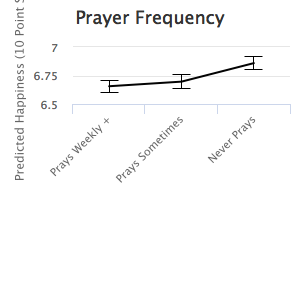 Prayer Frequency
Predicted Happiness (10 Point
7
6.75
6.5
Prays Weekly +
Prays Sometimes
Never Prays